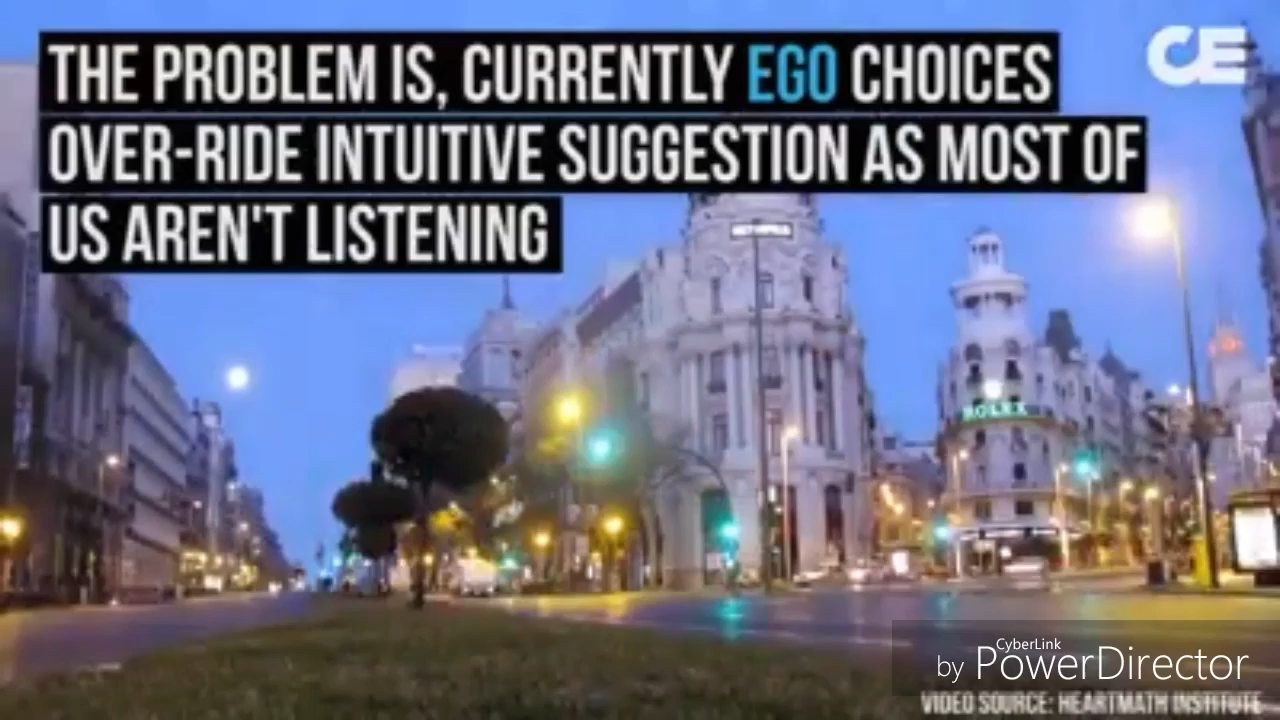 THE PROBLEM IS, CURRENTLY EGO CHOICES
OVER-RIDE INTUITIVE SUGGESTION AS MOST OF
US AREN'T LISTENING
CE
ROLEX
CyberLink
by PowerDirector
VIDEO SOURCE: HEARTMATH INSTITUTE